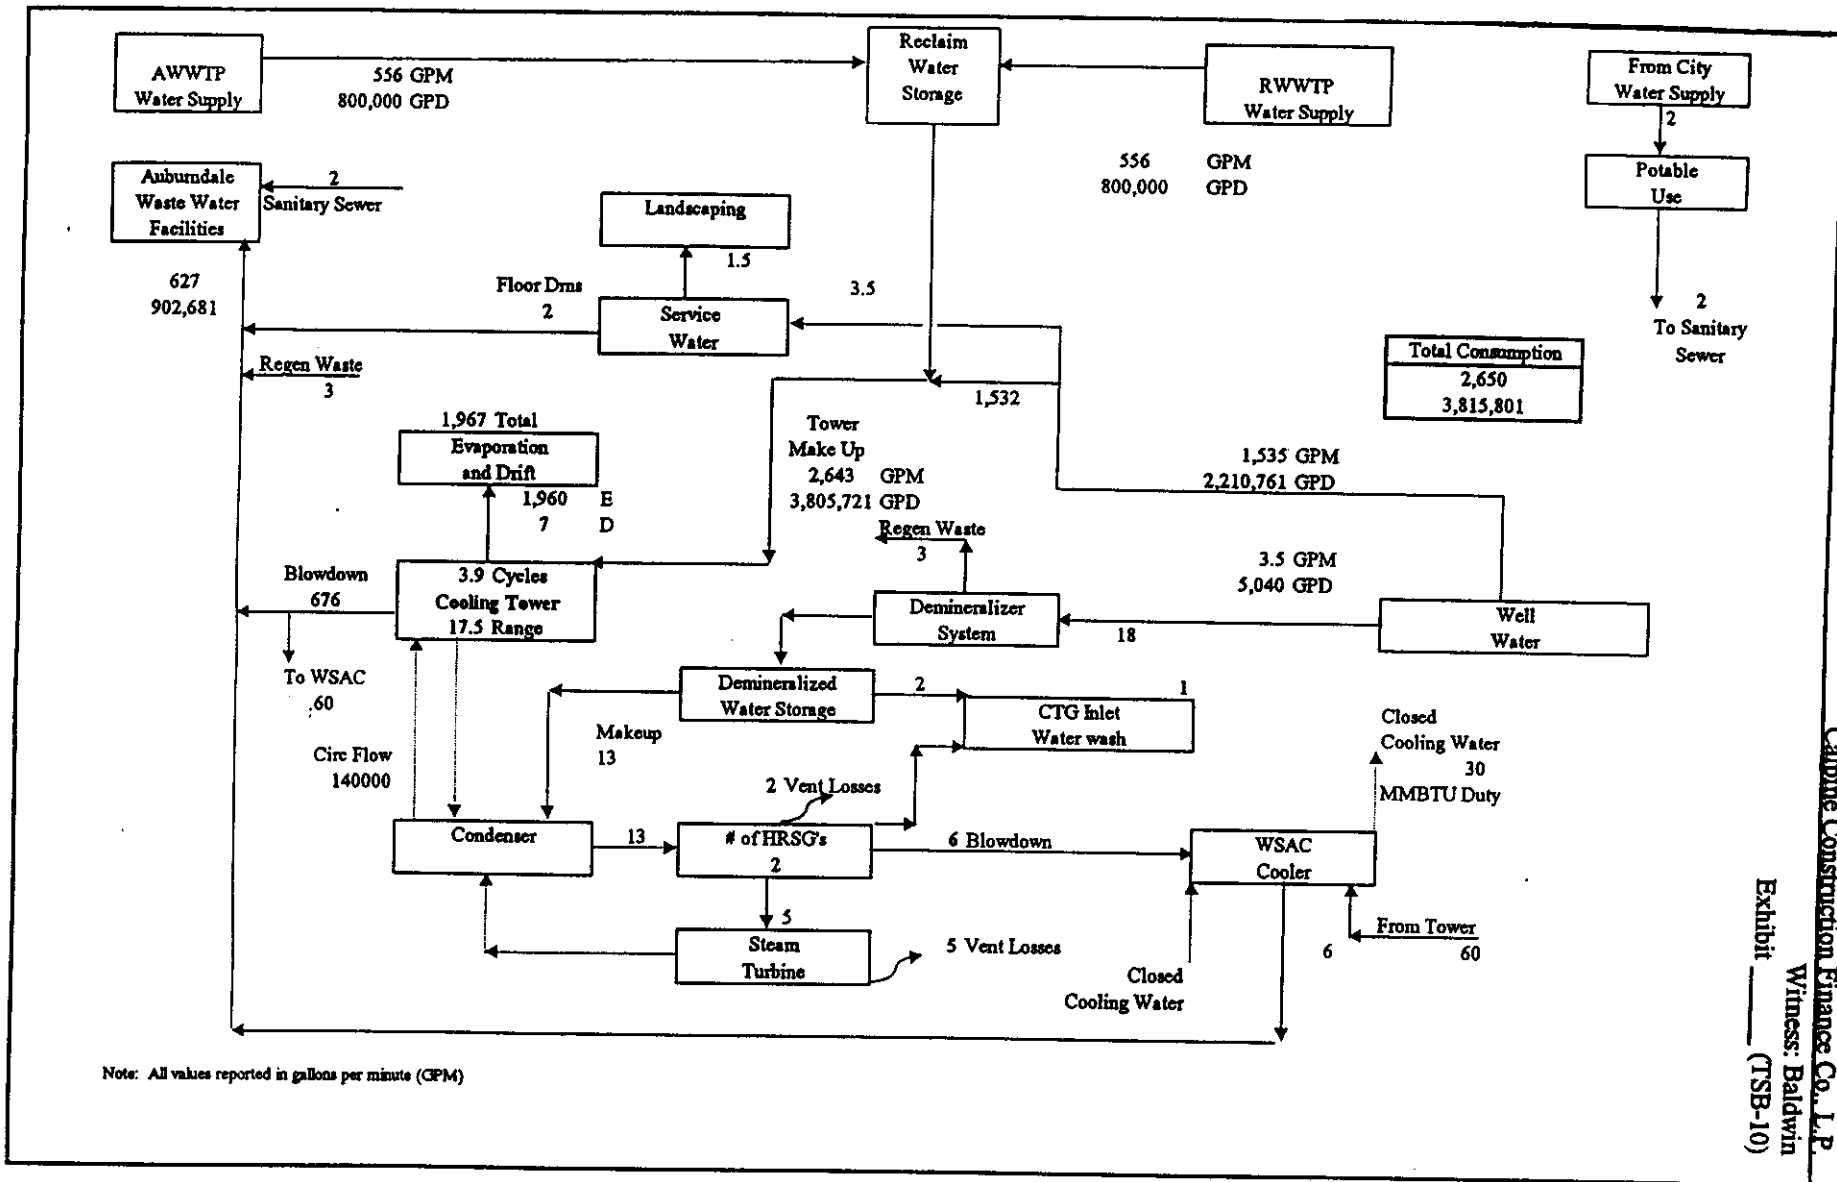 AWWTP
Water Supply
556 GPM
800,000 GPD
Reclaim
Water
Storage
RWWTP
Water Supply
556 GPM
800,000 GPD
From City
Water Supply
2
Potable
Use
2
To Sanitary
Sewer
Auburndale
Waste Water
Facilities
2
Sanitary Sewer
627
902,681
Landscaping
1.5
Floor Drns
2
Service
Water
3.5
Regen Waste
3
Total Consumption
2,650
3,815,801
1,532
1,967 Total
Evaporation
and Drift
1,960 E
7 D
Tower
Make Up
2,643 GPM
3,805,721 GPD
1,535 GPM
2,210,761 GPD
Regen Waste
3
3.5 GPM
5,040 GPD
Blowdown
676
3.9 Cycles
Cooling Tower
17.5 Range
Demineralizer
System
18
Well
Water
To WSAC
60
Demineralized
Water Storage
2
1
CTG Inlet
Water wash
Makeup
13
Circ Flow
140000
Closed
Cooling Water
30
MMBTU Duty
2 Vent Losses
Condenser
13
# of HRSG's
2
6 Blowdown
WSAC
Cooler
5
Steam
Turbine
5 Vent Losses
Closed
Cooling Water
6
From Tower
60
Note: All values reported in gallons per minute (GPM)
Calpine Construction Finance Co., L.P.
Witness: Baldwin
Exhibit ____ (TSB-10)